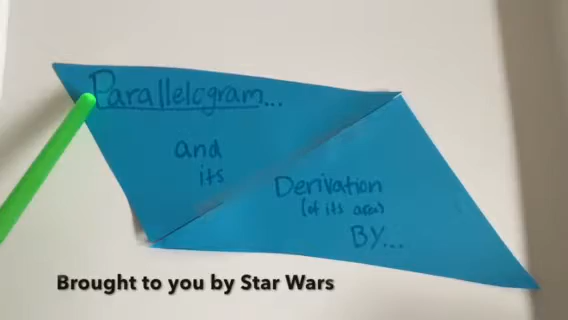 Parallelogram...
and
its
Derivation
(of its area)
BY...
Brought to you by Star Wars